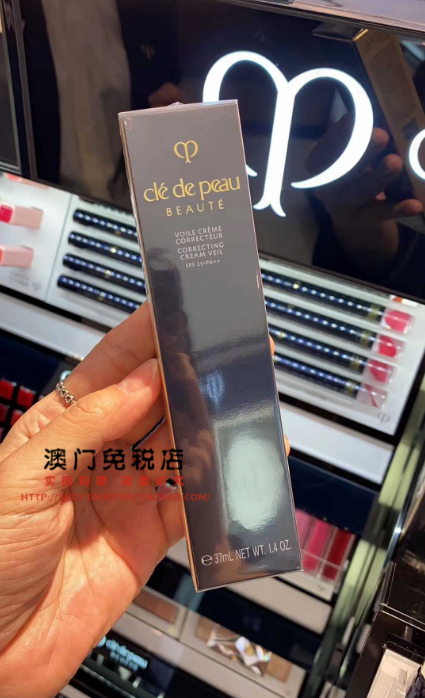 clé de peau
BEAUTÉ
VOILE CRÈME
CORRECTEUR
CORRECTING
CREAM VEIL
SPF 25•PA++
澳门免税店
℮37mL NET WT. 1.4 OZ.